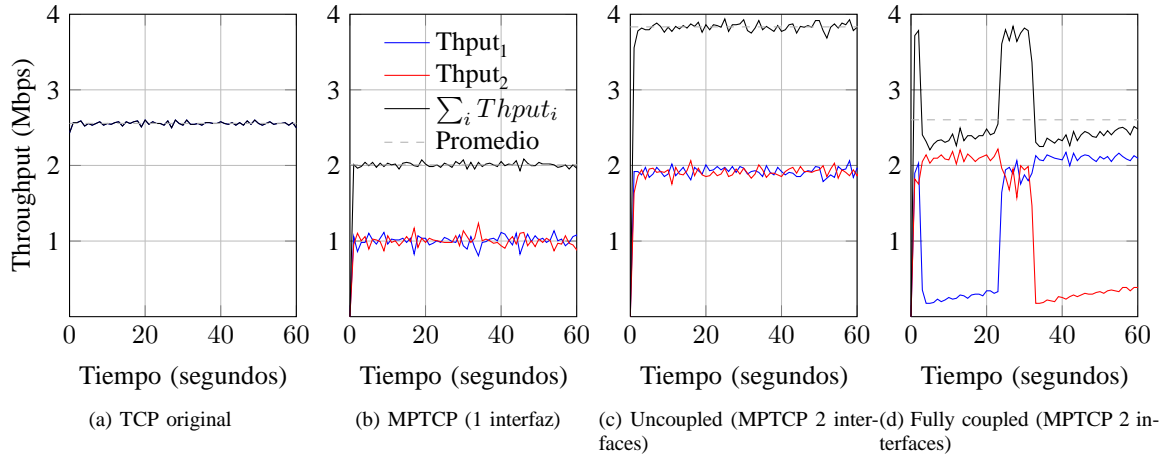 Throughput (Mbps)
4
3
2
1
0 20 40 60
Tiempo (segundos)
(a) TCP original
4
3
2
1
Thput1
Thput2
∑i Thputi
Promedio
0 20 40 60
Tiempo (segundos)
(b) MPTCP (1 interfaz)
4
3
2
1
0 20 40 60
Tiempo (segundos)
(c) Uncoupled (MPTCP 2 inter-
faces)
4
3
2
1
0 20 40 60
Tiempo (segundos)
(d) Fully coupled (MPTCP 2 in-
terfaces)